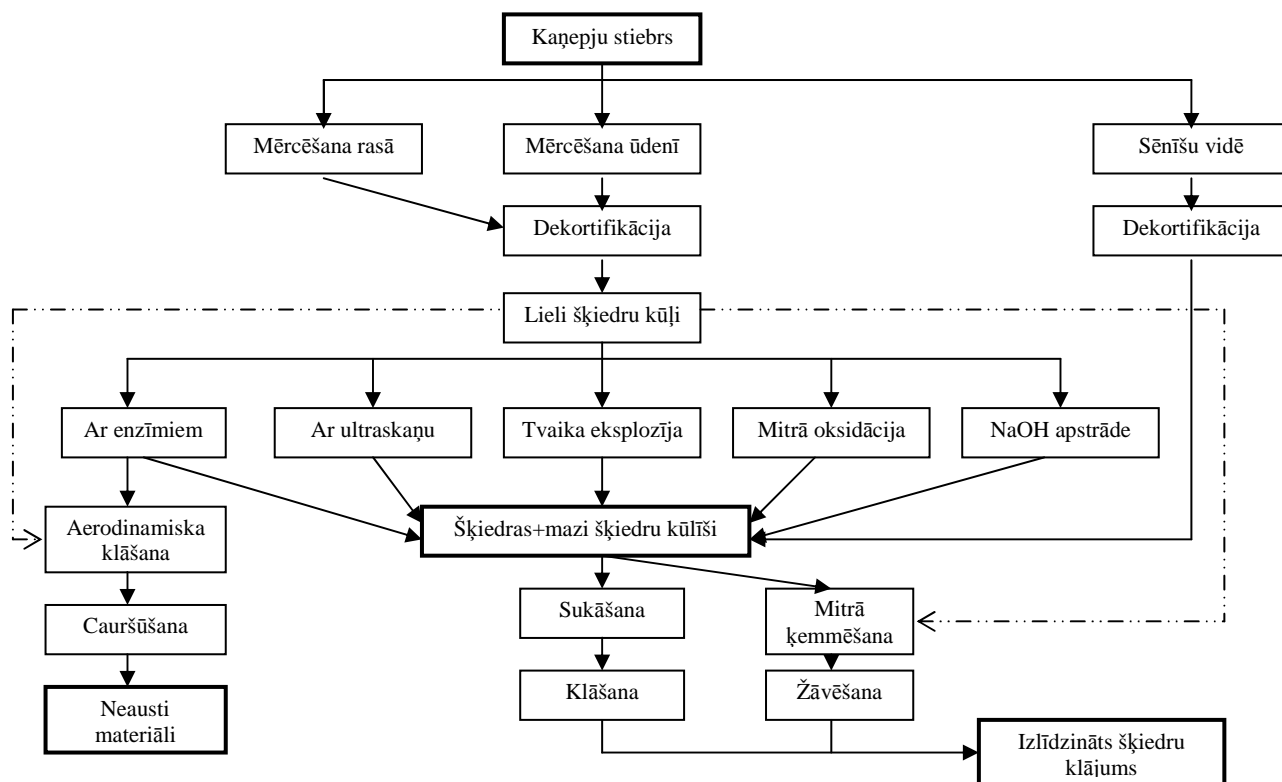 Kaņepju stiebrs
Mērcēšana rasā
Mērcēšana ūdenī
Sēnīšu vidē
Dekortifikācija
Dekortifikācija
Lieli šķiedru kūļi
Ar enzīmiem
Ar ultraskaņu
Tvaika eksplozīja
Mitrā oksidācija
NaOH apstrāde
Aerodinamiska
klāšana
Šķiedras+mazi šķiedru kūlīši
Cauršūšana
Sukāšana
Mitrā
ķemmēšana
Neausti
materiāli
Klāšana
Žāvēšana
Izlīdzināts šķiedru
klājums